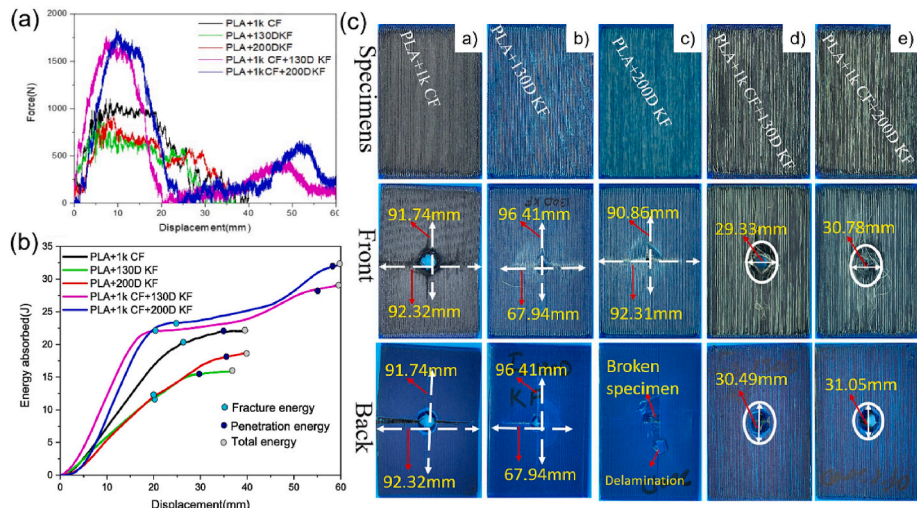 (a)
2000
1500
1000
500
0
Force(N)
PLA+1k CF
PLA+130DKF
PLA+200DKF
PLA+1k CF+130D KF
PLA+1kCF+200DKF
0 10 20 30 40 50 60
Displacement(mm)
(b)
35
30
25
20
15
10
5
0
Energy absorbed(J)
PLA+1k CF
PLA+130D KF
PLA+200D KF
PLA+1k CF+130D KF
PLA+1k CF+200D KF
Fracture energy
Penetration energy
Total energy
0 10 20 30 40 50 60
Displacement(mm)
(c)
Specimens
a)
b)
c)
d)
e)
PLA+1k CF
PLA+130D KF
PLA+200D KF
PLA+1k CF+130D KF
PLA+1k CF+200D KF
Front
91.74mm
96 41mm
90.86mm
29.33mm
30.78mm
92.32mm
67.94mm
92.31mm
Back
91.74mm
96 41mm
Broken
specimen
30.49mm
31.05mm
KF
92.32mm
67.94mm
Delamination